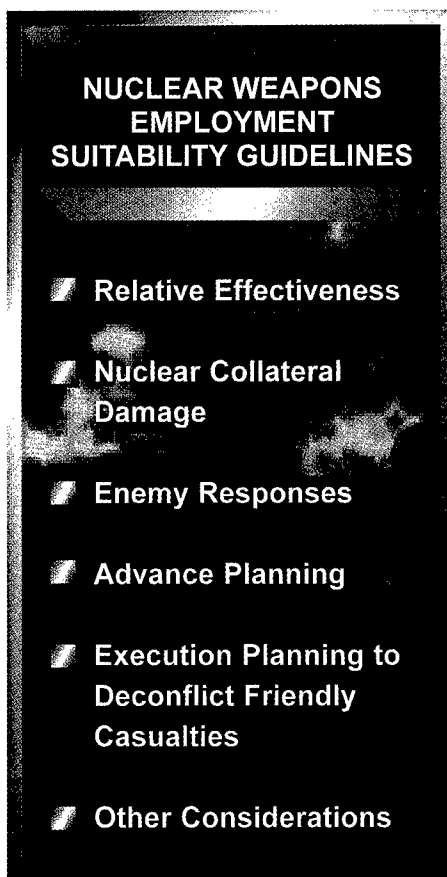 NUCLEAR WEAPONS
EMPLOYMENT
SUITABILITY GUIDELINES
Relative Effectiveness
Nuclear Collateral
Damage
Enemy Responses
Advance Planning
Execution Planning to
Deconflict Friendly
Casualties
Other Considerations